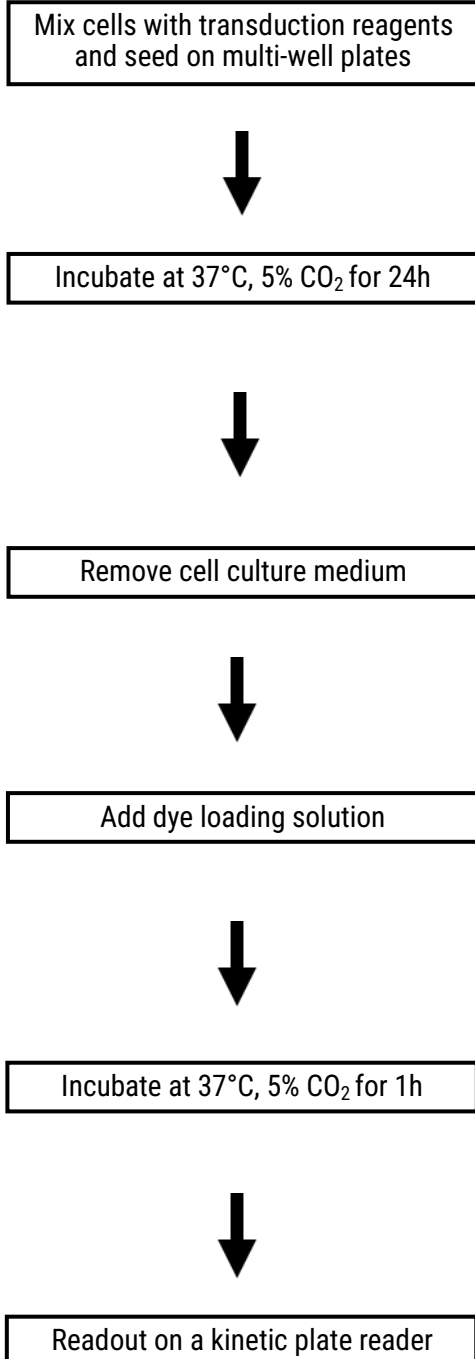 Mix cells with transduction reagents
and seed on multi-well plates
Incubate at 37°C, 5% CO₂ for 24h
Remove cell culture medium
Add dye loading solution
Incubate at 37°C, 5% CO₂ for 1h
Readout on a kinetic plate reader